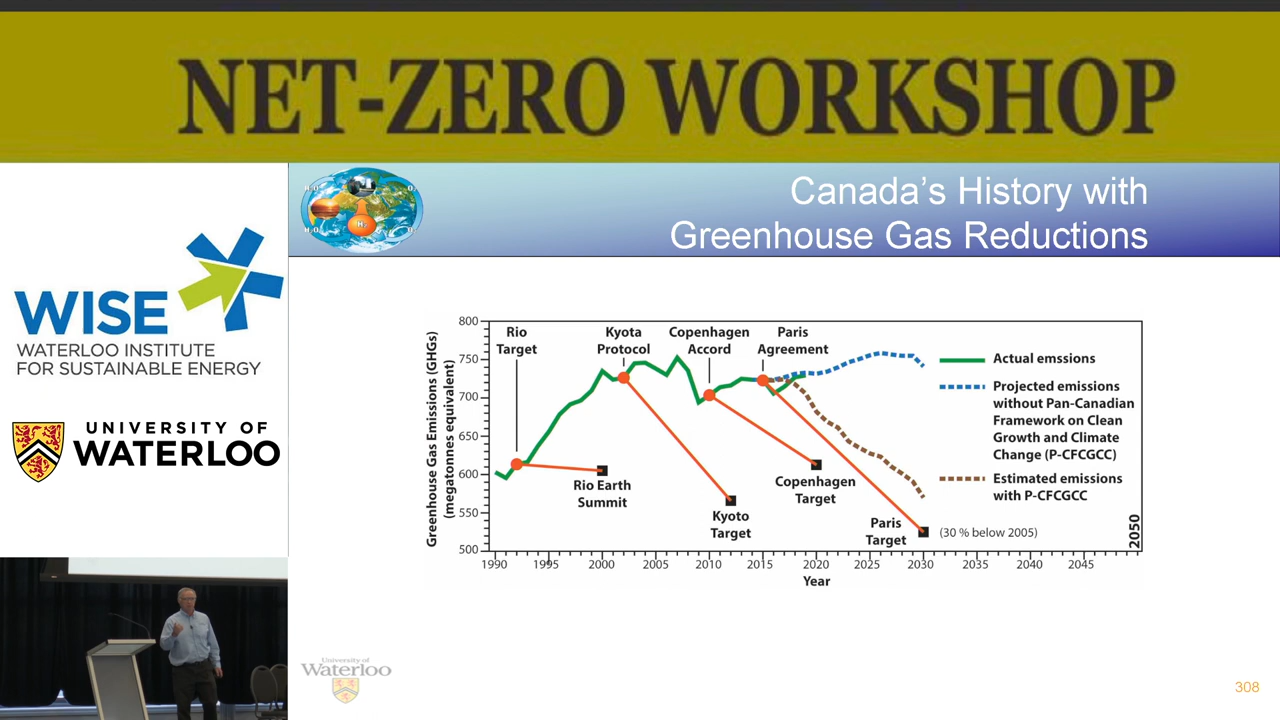 NET-ZERO WORKSHOP
Canada's History with
Greenhouse Gas Reductions
WISE
WATERLOO INSTITUTE
FOR SUSTAINABLE ENERGY
UNIVERSITY OF
WATERLOO
Greenhouse Gas Emissions (GHGs)
(megatonnes equivalent)
800
750
700
650
600
550
500
Rio
Target
Kyota
Protocol
Copenhagen
Accord
Paris
Agreement
Rio Earth
Summit
Kyoto
Target
Copenhagen
Target
Paris
Target
(30 % below 2005)
Actual emssions
Projected emissions
without Pan-Canadian
Framework on Clean
Growth and Climate
Change (P-CFCGCC)
Estimated emissions
with P-CFCGCC
2050
1990
1995
2000
2005
2010
2015
2020
2025
2030
2035
2040
2045
Year
University of
Waterloo
308